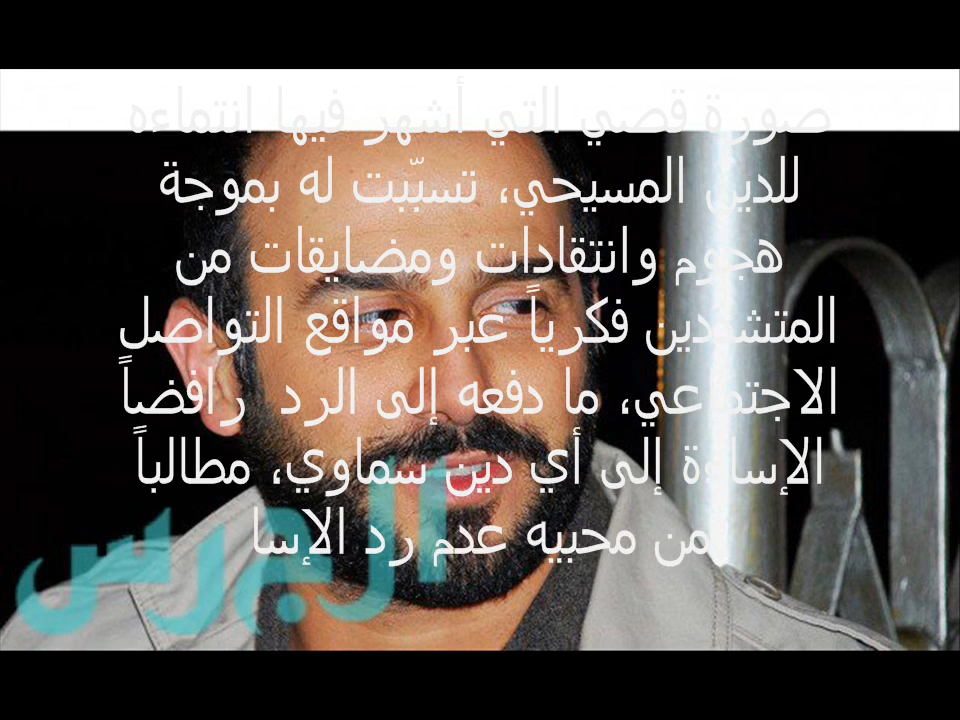 صورة قصي التي أشهر فيها انتماءه
للدين المسيحي، تسبّبت له بموجة
هجوم وانتقادات ومضايقات من
المتشددين فكرياً عبر مواقع التواصل
الاجتماعي، ما دفعه إلى الرد رافضاً
الإساءة إلى أي دين سماوي، مطالباً
من محبيه عدم رد الإسا
الجرس